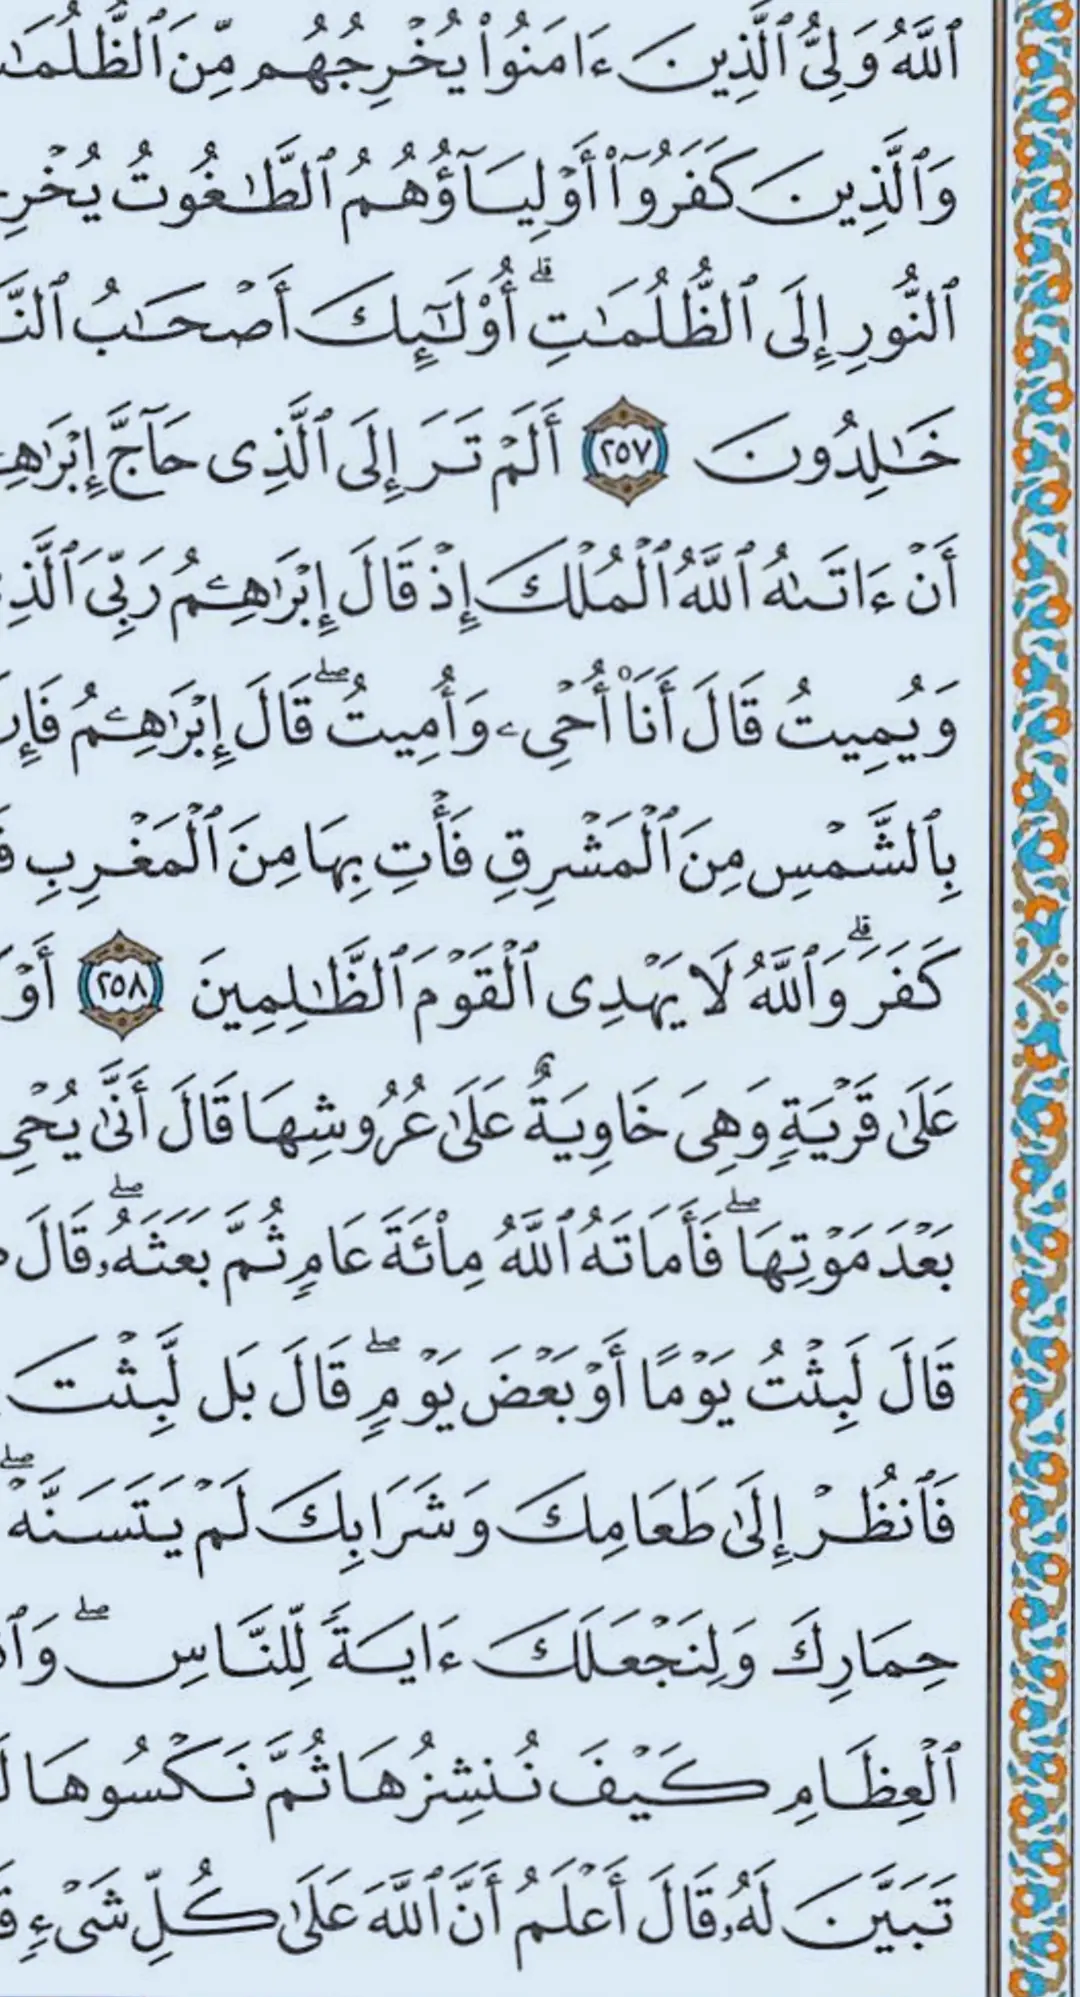 ٱللَّهُ وَلِىُّ ٱلَّذِينَ ءَامَنُوا۟ يُخْرِجُهُم مِّنَ ٱلظُّلُمَـٰ
وَٱلَّذِينَ كَفَرُوٓا۟ أَوْلِيَآؤُهُمُ ٱلطَّـٰغُوتُ يُخْرِ
ٱلنُّورِ إِلَى ٱلظُّلُمَـٰتِ ۗ أُو۟لَـٰٓئِكَ أَصْحَـٰبُ ٱلنَّ
خَـٰلِدُونَ ٢٥٧ أَلَمْ تَرَ إِلَى ٱلَّذِى حَآجَّ إِبْرَٰهِـ
أَنْ ءَاتَىٰهُ ٱللَّهُ ٱلْمُلْكَ إِذْ قَالَ إِبْرَٰهِـۧمُ رَبِّىَ ٱلَّذِ
وَيُمِيتُ قَالَ أَنَا۠ أُحْىِۦ وَأُمِيتُ ۖ قَالَ إِبْرَٰهِـۧمُ فَإِ
بِٱلشَّمْسِ مِنَ ٱلْمَشْرِقِ فَأْتِ بِهَا مِنَ ٱلْمَغْرِبِ
كَفَرَ ۗ وَٱللَّهُ لَا يَهْدِى ٱلْقَوْمَ ٱلظَّـٰلِمِينَ ٢٥٨ أَوْ
عَلَىٰ قَرْيَةٍ وَهِىَ خَاوِيَةٌ عَلَىٰ عُرُوشِهَا قَالَ أَنَّىٰ يُحْىِ
بَعْدَ مَوْتِهَا ۖ فَأَمَاتَهُ ٱللَّهُ مِا۟ئَةَ عَامٍ ثُمَّ بَعَثَهُۥ ۖ قَالَ
قَالَ لَبِثْتُ يَوْمًا أَوْ بَعْضَ يَوْمٍ ۖ قَالَ بَل لَّبِثْتَ
فَٱنظُرْ إِلَىٰ طَعَامِكَ وَشَرَابِكَ لَمْ يَتَسَنَّهْ ۖ
حِمَارِكَ وَلِنَجْعَلَكَ ءَايَةً لِّلنَّاسِ ۖ وَٱ
ٱلْعِظَامِ كَيْفَ نُنشِزُهَا ثُمَّ نَكْسُوهَا
تَبَيَّنَ لَهُۥ قَالَ أَعْلَمُ أَنَّ ٱللَّهَ عَلَىٰ كُلِّ شَىْءٍ